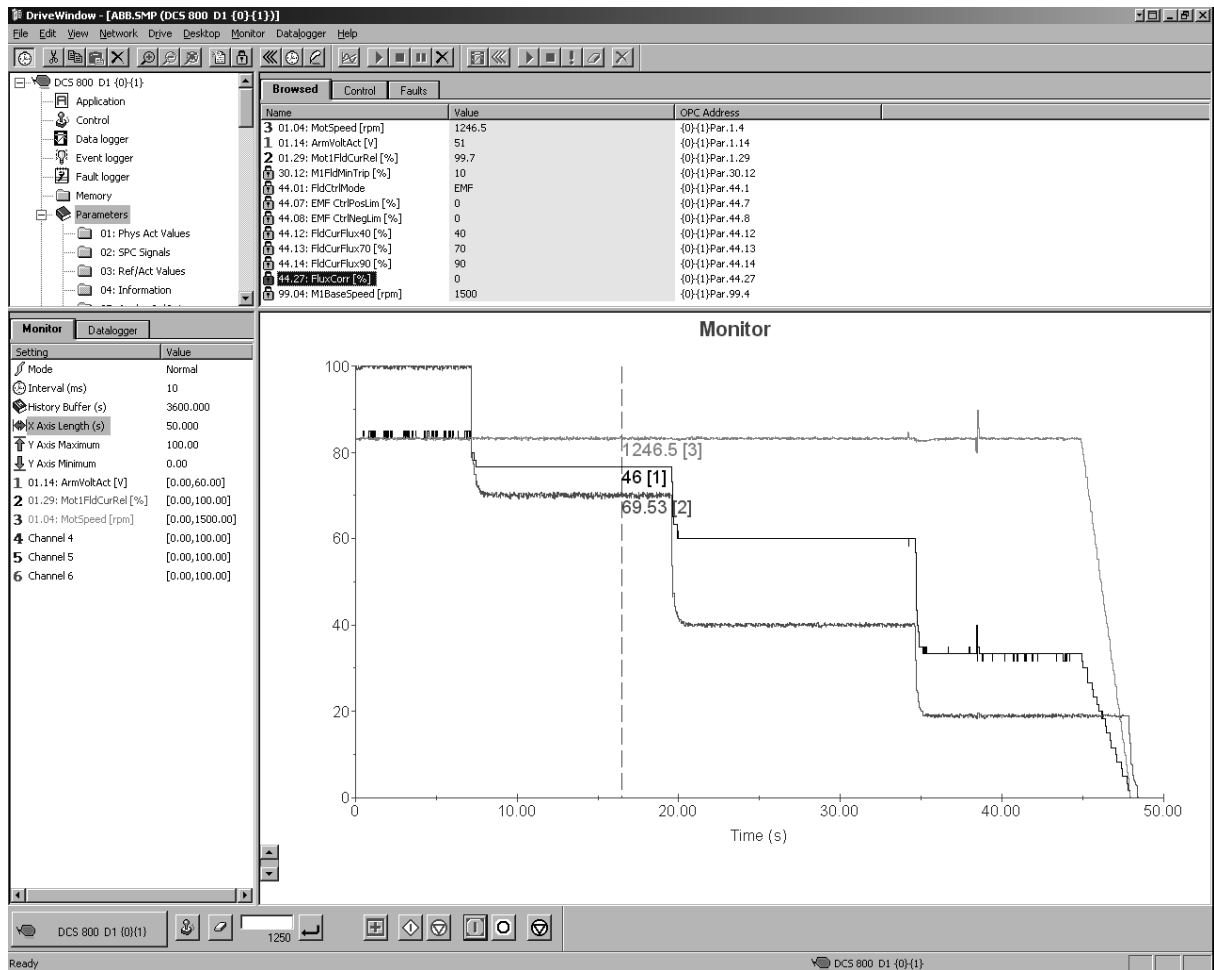 DriveWindow - [ABB.SMP (DCS 800 D1 {0}{1})]
File Edit View Network Drive Desktop Monitor Datalogger Help
DCS 800 D1 {0}{1}
Application
Control
Data logger
Event logger
Fault logger
Memory
Parameters
01: Phys Act Values
02: SPC Signals
03: Ref/Act Values
04: Information
Browsed Control Faults
Name Value OPC Address
3 01.04: MotSpeed [rpm] 1246.5 {0}{1}Par.1.4
1 01.14: ArmVoltAct [V] 51 {0}{1}Par.1.14
2 01.29: Mot1FldCurRel [%] 99.7 {0}{1}Par.1.29
30.12: M1FldMinTrip [%] 10 {0}{1}Par.30.12
44.01: FldCtrlMode EMF {0}{1}Par.44.1
44.07: EMF CtrlPosLim [%] 0 {0}{1}Par.44.7
44.08: EMF CtrlNegLim [%] 0 {0}{1}Par.44.8
44.12: FldCurFlux40 [%] 40 {0}{1}Par.44.12
44.13: FldCurFlux70 [%] 70 {0}{1}Par.44.13
44.14: FldCurFlux90 [%] 90 {0}{1}Par.44.14
44.27: FluxCorr [%] 0 {0}{1}Par.44.27
99.04: M1BaseSpeed [rpm] 1500 {0}{1}Par.99.4
Monitor Datalogger
Setting Value
Mode Normal
Interval (ms) 10
History Buffer (s) 3600.000
X Axis Length (s) 50.000
Y Axis Maximum 100.00
Y Axis Minimum 0.00
1 01.14: ArmVoltAct [V] [0.00,60.00]
2 01.29: Mot1FldCurRel [%] [0.00,100.00]
3 01.04: MotSpeed [rpm] [0.00,1500.00]
4 Channel 4 [0.00,100.00]
5 Channel 5 [0.00,100.00]
6 Channel 6 [0.00,100.00]
Monitor
100
80
60
40
20
0
1246.5 [3]
46 [1]
69.53 [2]
0 10.00 20.00 30.00 40.00 50.00
Time (s)
DCS 800 D1 {0}{1}
1250
Ready
DCS 800 D1 {0}{1}